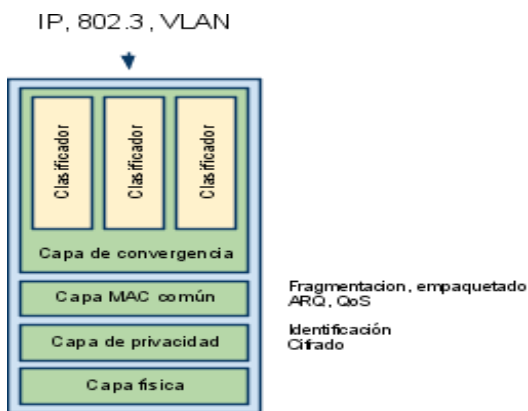 IP, 802.3, VLAN
Clasificador
Clasificador
Clasificador
Capa de convergencia
Capa MAC común
Fragmentacion, empaquetado
ARQ, QoS
Capa de privacidad
Identificación
Cifrado
Capa física